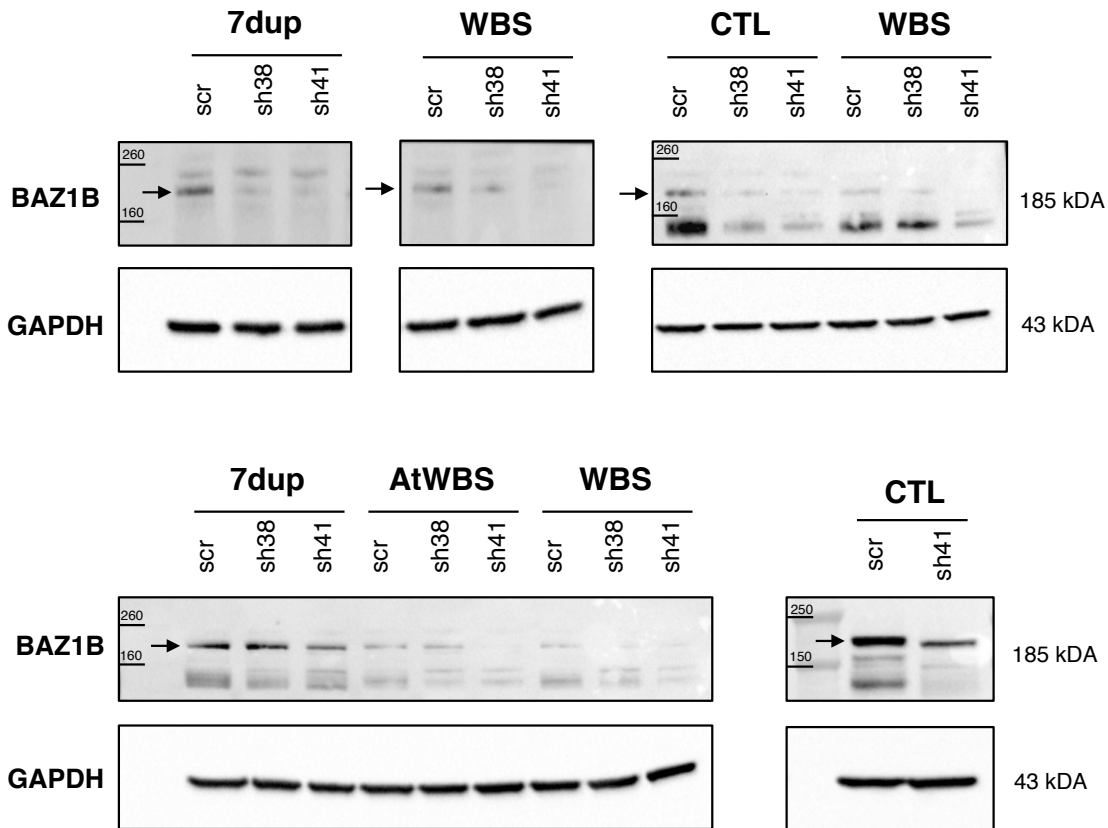 7dup WBS CTL WBS
scr sh38 sh41 scr sh38 sh41 scr sh38 sh41 scr sh38 sh41
260 260
BAZ1B 185 kDA
160 160
GAPDH 43 kDA
7dup AtWBS WBS CTL
scr sh38 sh41 scr sh38 sh41 scr sh38 sh41 scr sh41
260 250
BAZ1B 185 kDA
160 150
GAPDH 43 kDA